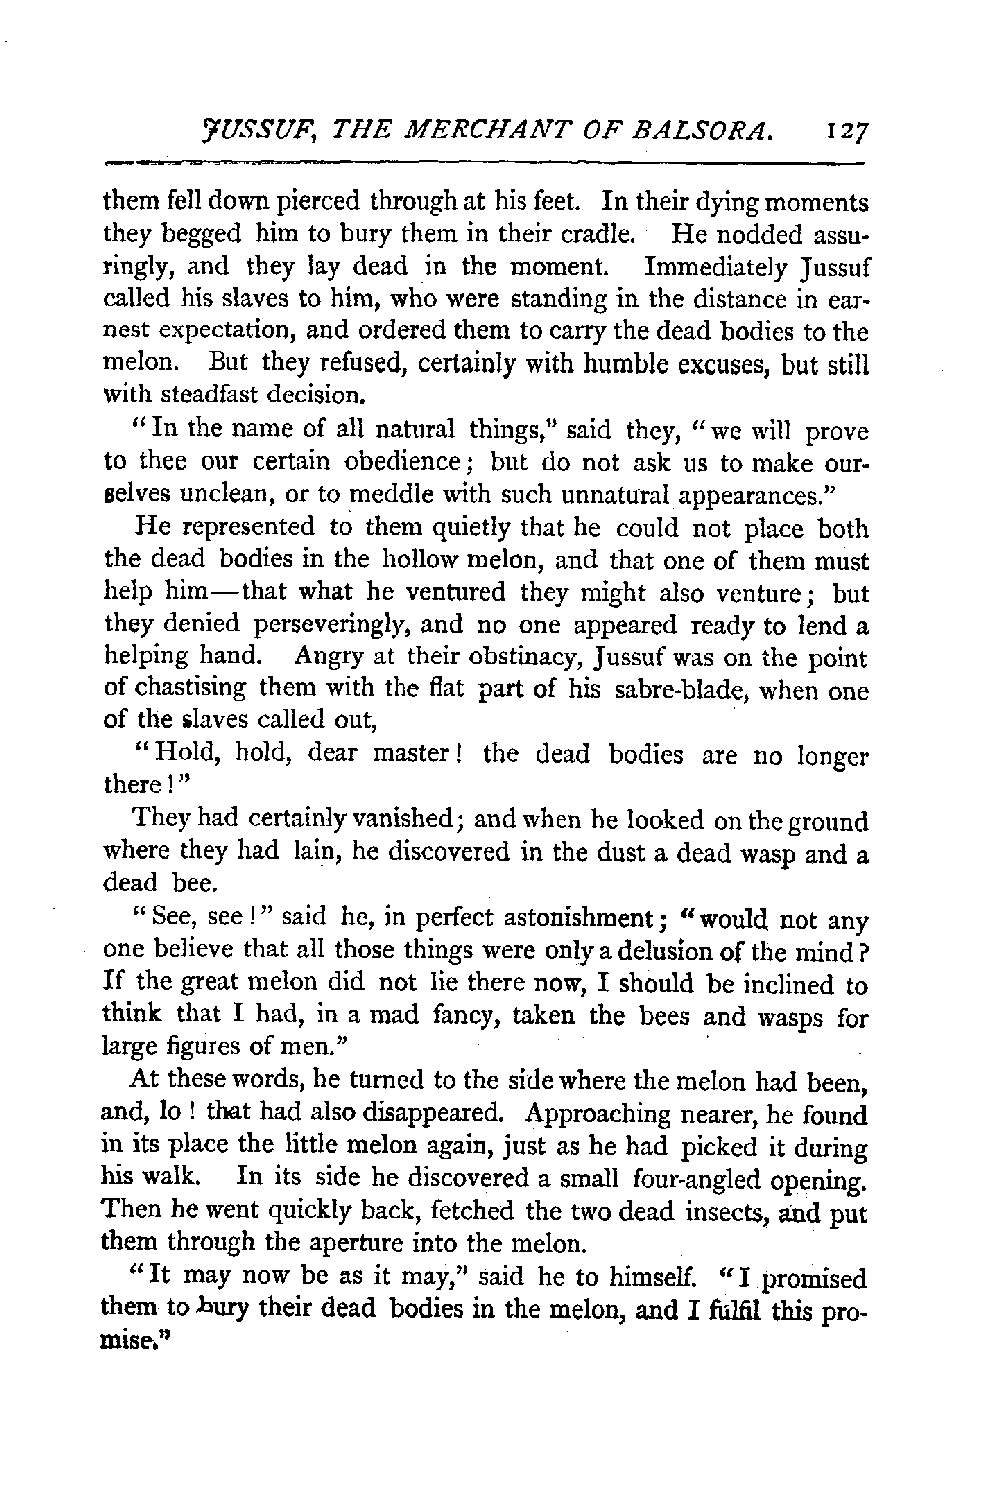 JUSSUF, THE MERCHANT OF BALSORA. 127
them fell down pierced through at his feet. In their dying moments
they begged him to bury them in their cradle. He nodded assu-
ringly, and they lay dead in the moment. Immediately Jussuf
called his slaves to him, who were standing in the distance in ear-
nest expectation, and ordered them to carry the dead bodies to the
melon. But they refused, certainly with humble excuses, but still
with steadfast decision.
"In the name of all natural things," said they, "we will prove
to thee our certain obedience; but do not ask us to make our-
selves unclean, or to meddle with such unnatural appearances."
He represented to them quietly that he could not place both
the dead bodies in the hollow melon, and that one of them must
help him—that what he ventured they might also venture; but
they denied perseveringly, and no one appeared ready to lend a
helping hand. Angry at their obstinacy, Jussuf was on the point
of chastising them with the flat part of his sabre-blade, when one
of the slaves called out,
"Hold, hold, dear master! the dead bodies are no longer
there!"
They had certainly vanished; and when he looked on the ground
where they had lain, he discovered in the dust a dead wasp and a
dead bee.
"See, see!" said he, in perfect astonishment; "would not any
one believe that all those things were only a delusion of the mind?
If the great melon did not lie there now, I should be inclined to
think that I had, in a mad fancy, taken the bees and wasps for
large figures of men."
At these words, he turned to the side where the melon had been,
and, lo! that had also disappeared. Approaching nearer, he found
in its place the little melon again, just as he had picked it during
his walk. In its side he discovered a small four-angled opening.
Then he went quickly back, fetched the two dead insects, and put
them through the aperture into the melon.
"It may now be as it may," said he to himself. "I promised
them to bury their dead bodies in the melon, and I fulfil this pro-
mise."